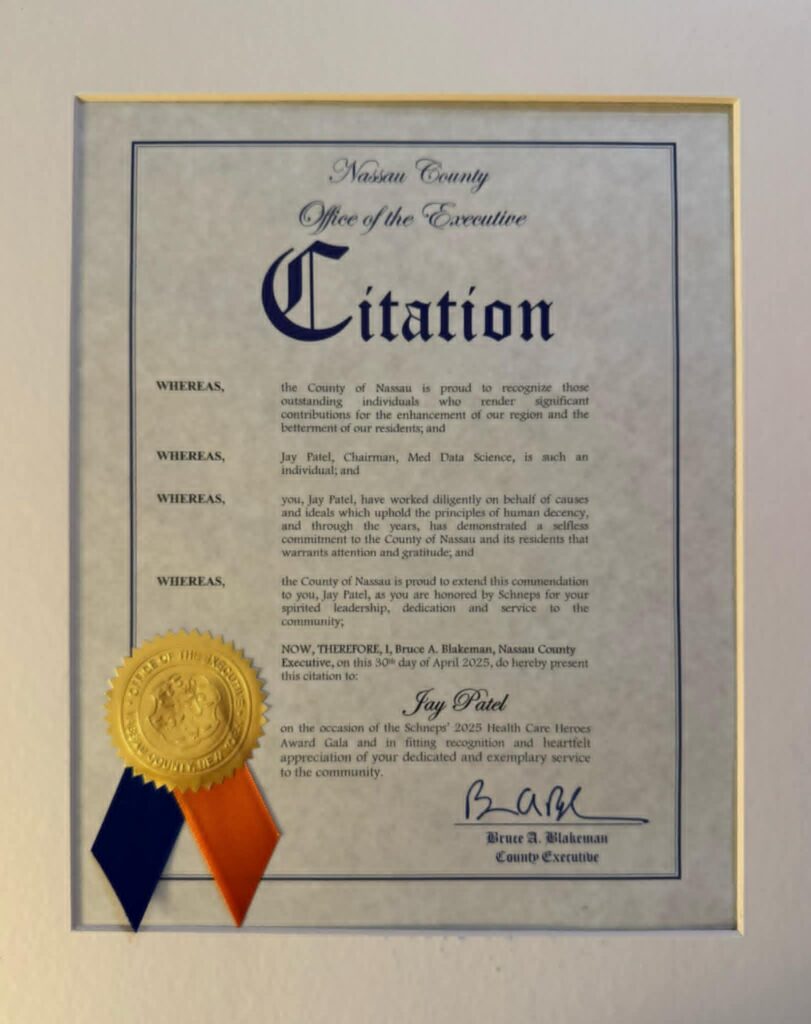 Nassau County
Office of the Executive
Citation
WHEREAS, the County of Nassau is proud to recognize those
outstanding individuals who render significant
contributions for the enhancement of our region and the
betterment of our residents; and
WHEREAS, Jay Patel, Chairman, Med Data Science, is such an
individual; and
WHEREAS, you, Jay Patel, have worked diligently on behalf of causes
and ideals which uphold the principles of human decency,
and through the years, has demonstrated a selfless
commitment to the County of Nassau and its residents that
warrants attention and gratitude; and
WHEREAS, the County of Nassau is proud to extend this commendation
to you, Jay Patel, as you are honored by Schneps for your
spirited leadership, dedication and service to the
community;
NOW, THEREFORE, I, Bruce A. Blakeman, Nassau County
Executive, on this 30th day of April 2025, do hereby present
this citation to:
Jay Patel
on the occasion of the Schneps' 2025 Health Care Heroes
Award Gala and in fitting recognition and heartfelt
appreciation of your dedicated and exemplary service
to the community.
Bruce A. Blakeman
County Executive
OFFICE OF THE EXECUTIVE